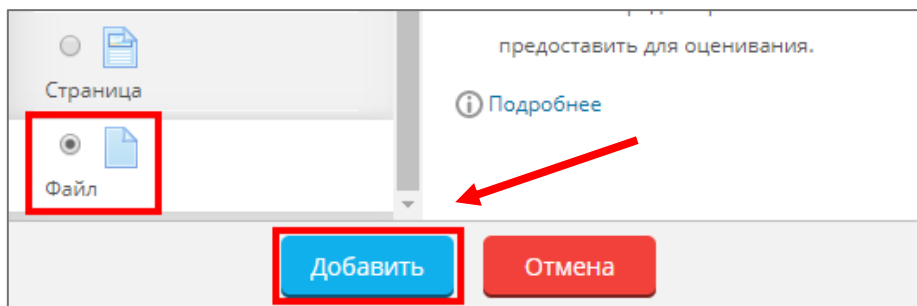 Страница
Файл
предоставить для оценивания.
Подробнее
Добавить
Отмена